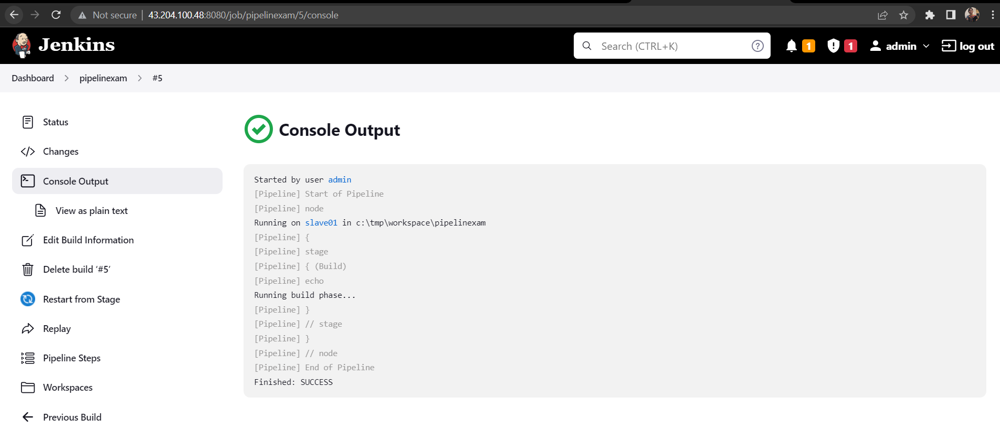 Not secure | 43.204.100.48:8080/job/pipelinexam/5/console
Jenkins
Search (CTRL+K)
?
1
1
admin
log out
Dashboard > pipelinexam > #5
Status
Changes
Console Output
View as plain text
Edit Build Information
Delete build ‘#5’
Restart from Stage
Replay
Pipeline Steps
Workspaces
Previous Build
Console Output
Started by user admin
[Pipeline] Start of Pipeline
[Pipeline] node
Running on slave01 in c:\tmp\workspace\pipelinexam
[Pipeline] {
[Pipeline] stage
[Pipeline] { (Build)
[Pipeline] echo
Running build phase...
[Pipeline] }
[Pipeline] // stage
[Pipeline] }
[Pipeline] // node
[Pipeline] End of Pipeline
Finished: SUCCESS